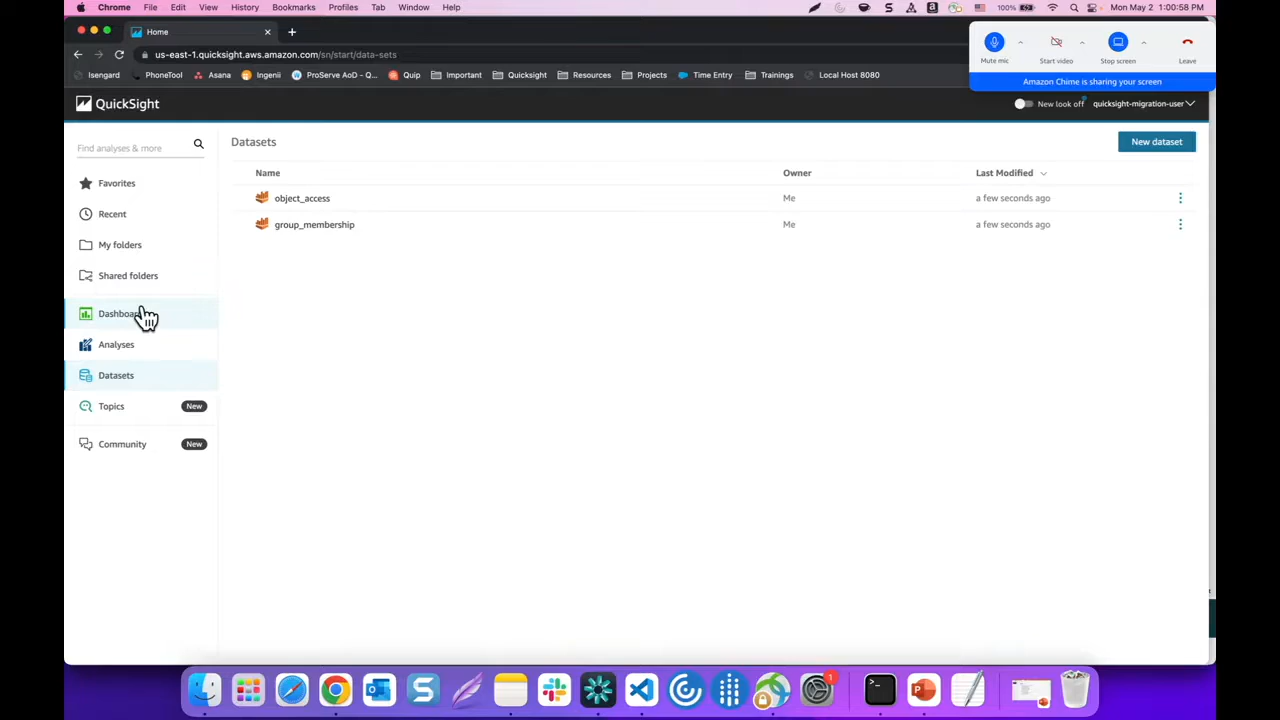 Chrome File Edit View History Bookmarks Profiles Tab Window Help
100% Mon May 2 1:00:58 PM
Home
us-east-1.quicksight.aws.amazon.com/sn/start/data-sets
Isengard PhoneTool Asana Ingenii ProServe AoD - Q... Quip Important Quicksight Resources Projects Time Entry Trainings Local Host 8080
Mute mic Start video Stop screen Leave
Amazon Chime is sharing your screen
QuickSight
New look off quicksight-migration-user
Find analyses & more
Favorites
Recent
My folders
Shared folders
Dashboa
Analyses
Datasets
Topics New
Community New
Datasets
New dataset
Name Owner Last Modified
object_access Me a few seconds ago
group_membership Me a few seconds ago
1